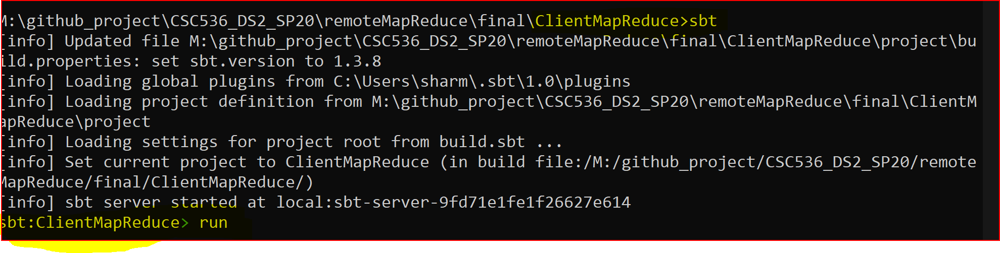 M:\github_project\CSC536_DS2_SP20\remoteMapReduce\final\ClientMapReduce>sbt
[info] Updated file M:\github_project\CSC536_DS2_SP20\remoteMapReduce\final\ClientMapReduce\project\bu
ild.properties: set sbt.version to 1.3.8
[info] Loading global plugins from C:\Users\sharm\.sbt\1.0\plugins
[info] Loading project definition from M:\github_project\CSC536_DS2_SP20\remoteMapReduce\final\ClientM
apReduce\project
[info] Loading settings for project root from build.sbt ...
[info] Set current project to ClientMapReduce (in build file:/M:/github_project/CSC536_DS2_SP20/remote
MapReduce/final/ClientMapReduce/)
[info] sbt server started at local:sbt-server-9fd71e1fe1f26627e614
sbt:ClientMapReduce> run